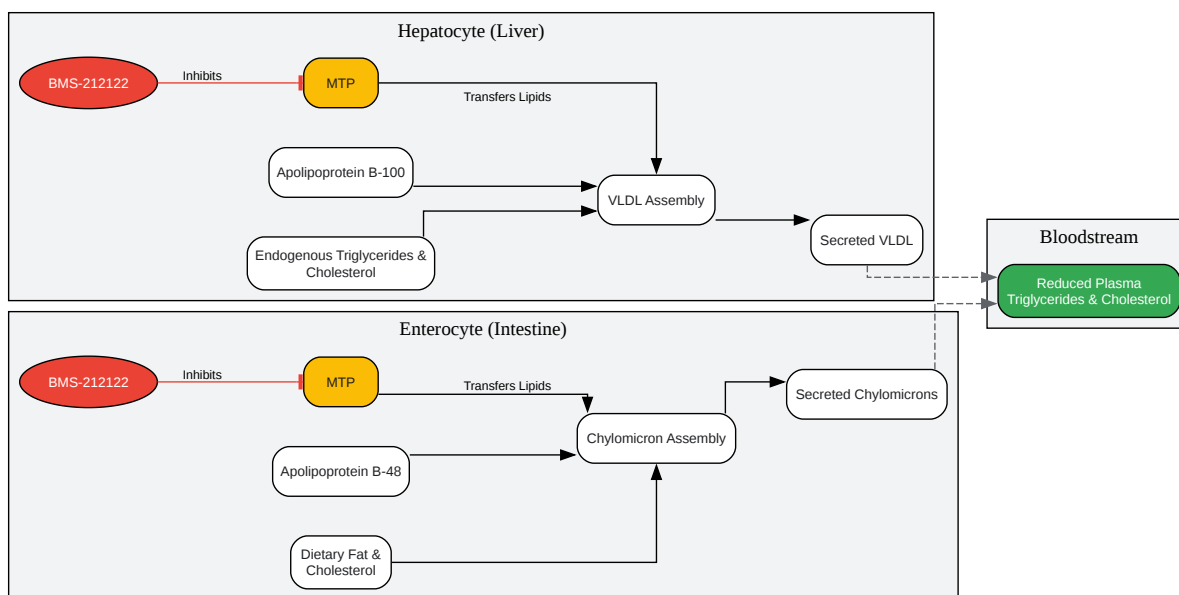 Hepatocyte (Liver)
BMS-212122
Inhibits
MTP
Transfers Lipids
Apolipoprotein B-100
VLDL Assembly
Endogenous Triglycerides &
Cholesterol
Secreted VLDL
Bloodstream
Reduced Plasma
Triglycerides & Cholesterol
Enterocyte (Intestine)
BMS-212122
Inhibits
MTP
Transfers Lipids
Secreted Chylomicrons
Chylomicron Assembly
Apolipoprotein B-48
Dietary Fat &
Cholesterol